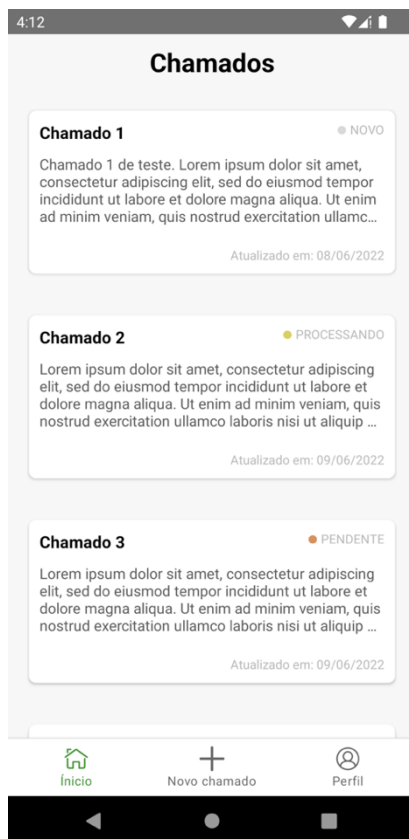 4:12
Chamados
Chamado 1
NOVO
Chamado 1 de teste. Lorem ipsum dolor sit amet,
consectetur adipiscing elit, sed do eiusmod tempor
incididunt ut labore et dolore magna aliqua. Ut enim
ad minim veniam, quis nostrud exercitation ullamc...
Atualizado em: 08/06/2022
Chamado 2
PROCESSANDO
Lorem ipsum dolor sit amet, consectetur adipiscing
elit, sed do eiusmod tempor incididunt ut labore et
dolore magna aliqua. Ut enim ad minim veniam, quis
nostrud exercitation ullamco laboris nisi ut aliquip ...
Atualizado em: 09/06/2022
Chamado 3
PENDENTE
Lorem ipsum dolor sit amet, consectetur adipiscing
elit, sed do eiusmod tempor incididunt ut labore et
dolore magna aliqua. Ut enim ad minim veniam, quis
nostrud exercitation ullamco laboris nisi ut aliquip ...
Atualizado em: 09/06/2022
Ínicio
Novo chamado
Perfil